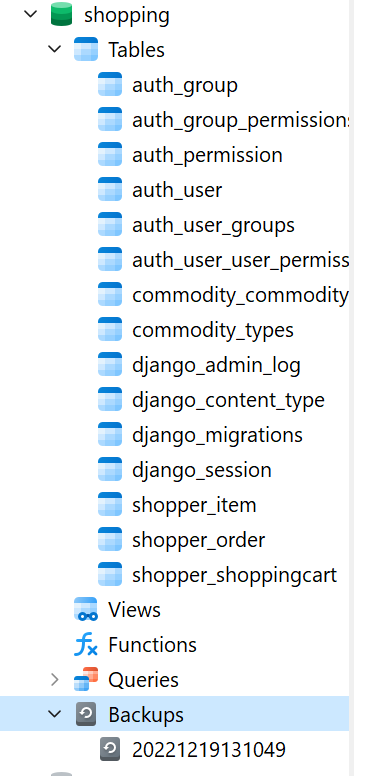 shopping
Tables
auth_group
auth_group_permissions
auth_permission
auth_user
auth_user_groups
auth_user_user_permiss
commodity_commodity
commodity_types
django_admin_log
django_content_type
django_migrations
django_session
shopper_item
shopper_order
shopper_shoppingcart
Views
fx Functions
Queries
Backups
20221219131049